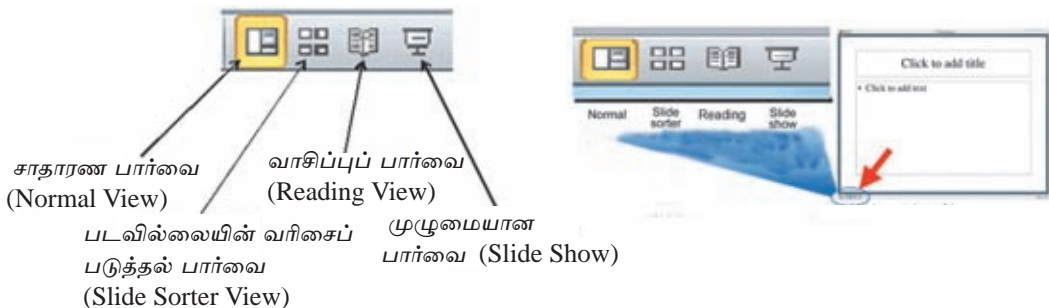 சாதாரண பார்வை
(Normal View)
வாசிப்புப் பார்வை
(Reading View)
படவில்லையின் வரிசைப்
படுத்தல் பார்வை
(Slide Sorter View)
முழுமையான
பார்வை (Slide Show)
Normal
Slide
sorter
Reading
Slide
show
Click to add title
• Click to add text